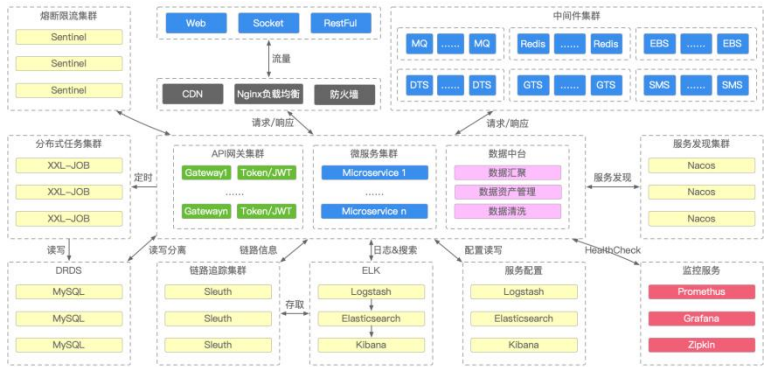 熔断限流集群
Sentinel
Sentinel
Sentinel
Web Socket RestFul
流量
CDN Nginx负载均衡 防火墙
中间件集群
MQ ...... MQ Redis ...... Redis EBS ...... EBS
DTS ...... DTS GTS ...... GTS SMS ...... SMS
请求/响应 请求/响应
分布式任务集群
XXL-JOB
XXL-JOB
XXL-JOB
定时
API网关集群
Gateway1 Token/JWT
......
Gatewayn Token/JWT
微服务集群
Microservice 1
......
Microservice n
数据中台
数据汇聚
数据资产管理
数据清洗
服务发现
服务发现集群
Nacos
Nacos
Nacos
读写 读写分离 链路信息 日志&搜索 配置读写 HealthCheck
DRDS
MySQL
MySQL
MySQL
链路追踪集群
Sleuth
Sleuth
Sleuth
存取
ELK
Logstash
Elasticsearch
Kibana
服务配置
Logstash
Elasticsearch
Kibana
监控服务
Promethus
Grafana
Zipkin